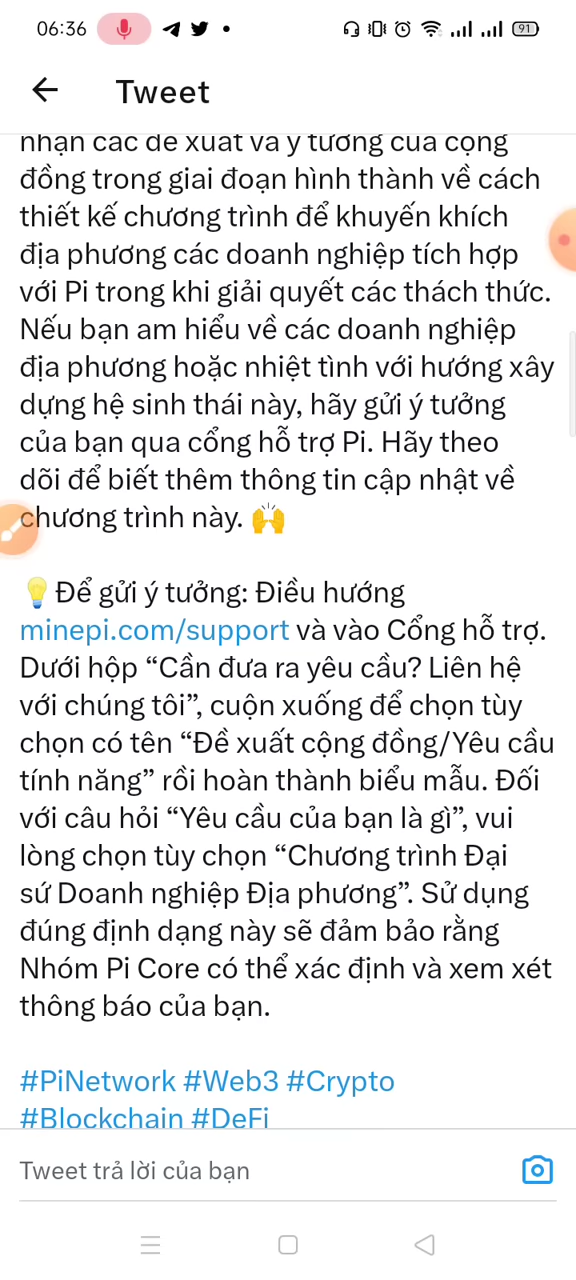 06:36
91
Tweet
nhận các đề xuất và ý tưởng của cộng
đồng trong giai đoạn hình thành về cách
thiết kế chương trình để khuyến khích
địa phương các doanh nghiệp tích hợp
với Pi trong khi giải quyết các thách thức.
Nếu bạn am hiểu về các doanh nghiệp
địa phương hoặc nhiệt tình với hướng xây
dựng hệ sinh thái này, hãy gửi ý tưởng
của bạn qua cổng hỗ trợ Pi. Hãy theo
dõi để biết thêm thông tin cập nhật về
chương trình này. 🙌
💡Để gửi ý tưởng: Điều hướng
minepi.com/support và vào Cổng hỗ trợ.
Dưới hộp “Cần đưa ra yêu cầu? Liên hệ
với chúng tôi”, cuộn xuống để chọn tùy
chọn có tên “Đề xuất cộng đồng/Yêu cầu
tính năng” rồi hoàn thành biểu mẫu. Đối
với câu hỏi “Yêu cầu của bạn là gì”, vui
lòng chọn tùy chọn “Chương trình Đại
sứ Doanh nghiệp Địa phương”. Sử dụng
đúng định dạng này sẽ đảm bảo rằng
Nhóm Pi Core có thể xác định và xem xét
thông báo của bạn.
#PiNetwork #Web3 #Crypto
#Blockchain #DeFi
Tweet trả lời của bạn